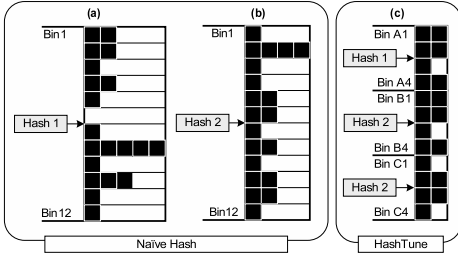 (a)
(b)
(c)
Bin1
Bin1
Bin A1
Hash 1
Bin A4
Bin B1
Hash 1
Hash 2
Hash 2
Bin B4
Bin C1
Hash 2
Bin12
Bin12
Bin C4
Naïve Hash
HashTune